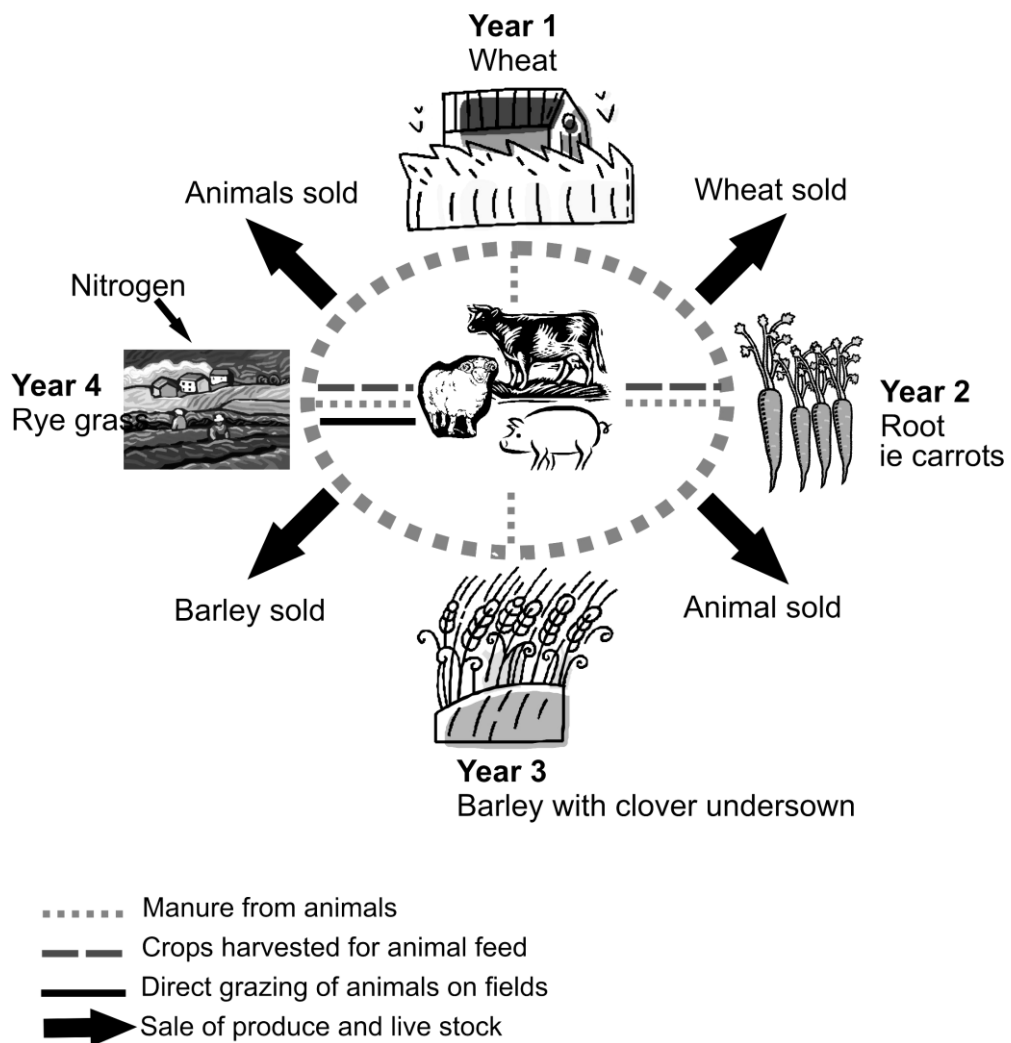 Year 1
Wheat
Animals sold
Wheat sold
Nitrogen
Year 4
Rye grass
Year 2
Root
ie carrots
Barley sold
Animal sold
Year 3
Barley with clover undersown
Manure from animals
Crops harvested for animal feed
Direct grazing of animals on fields
Sale of produce and live stock